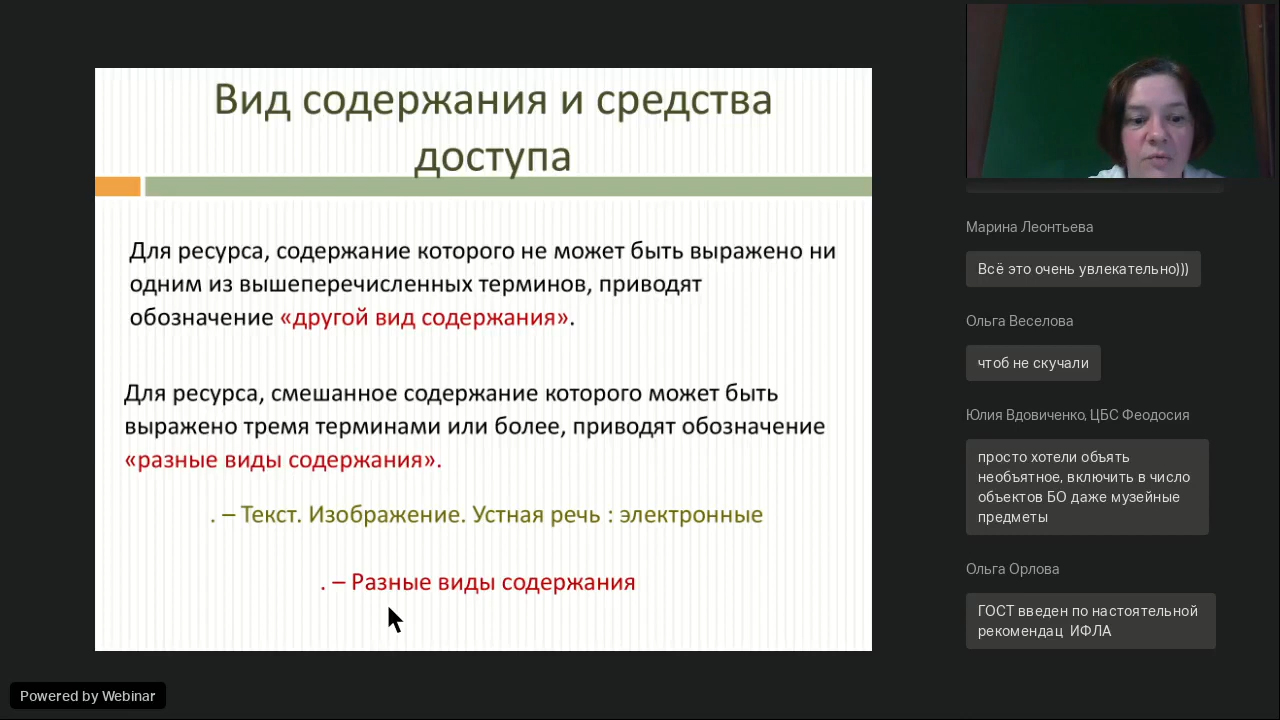 Вид содержания и средства
доступа
Для ресурса, содержание которого не может быть выражено ни
одним из вышеперечисленных терминов, приводят
обозначение «другой вид содержания».
Для ресурса, смешанное содержание которого может быть
выражено тремя терминами или более, приводят обозначение
«разные виды содержания».
. – Текст. Изображение. Устная речь : электронные
. – Разные виды содержания
Марина Леонтьева
Всё это очень увлекательно)))
Ольга Веселова
чтоб не скучали
Юлия Вдовиченко, ЦБС Феодосия
просто хотели объять
необъятное, включить в число
объектов БО даже музейные
предметы
Ольга Орлова
ГОСТ введен по настоятельной
рекомендац ИФЛА
Powered by Webinar